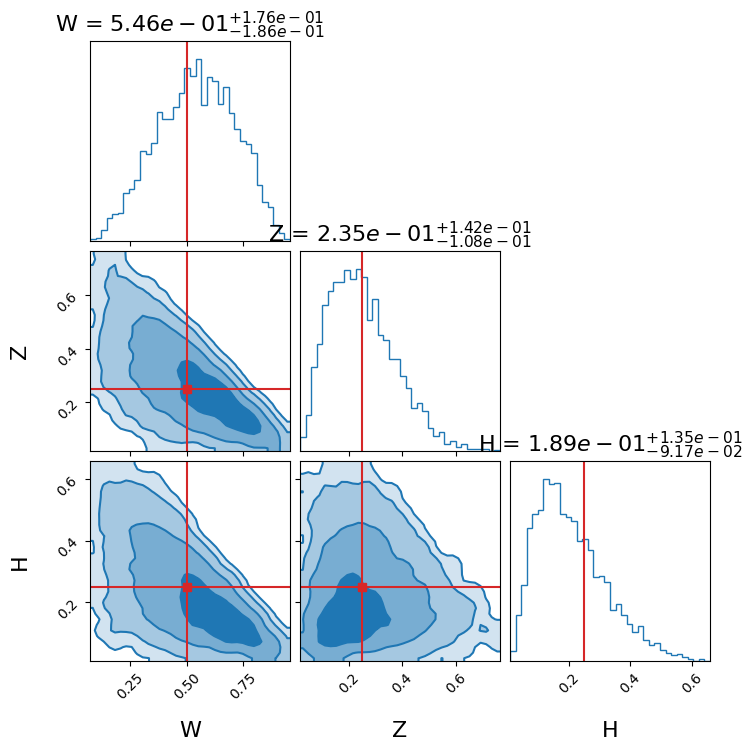 W = 5.46e − 01 +1.76e−01 −1.86e−01
Z = 2.35e − 01 +1.42e−01 −1.08e−01
0.6
0.4
0.2
Z
H = 1.89e − 01 +1.35e−01 −9.17e−02
0.6
0.4
0.2
H
0.25 0.50 0.75 0.2 0.4 0.6 0.2 0.4 0.6
W Z H